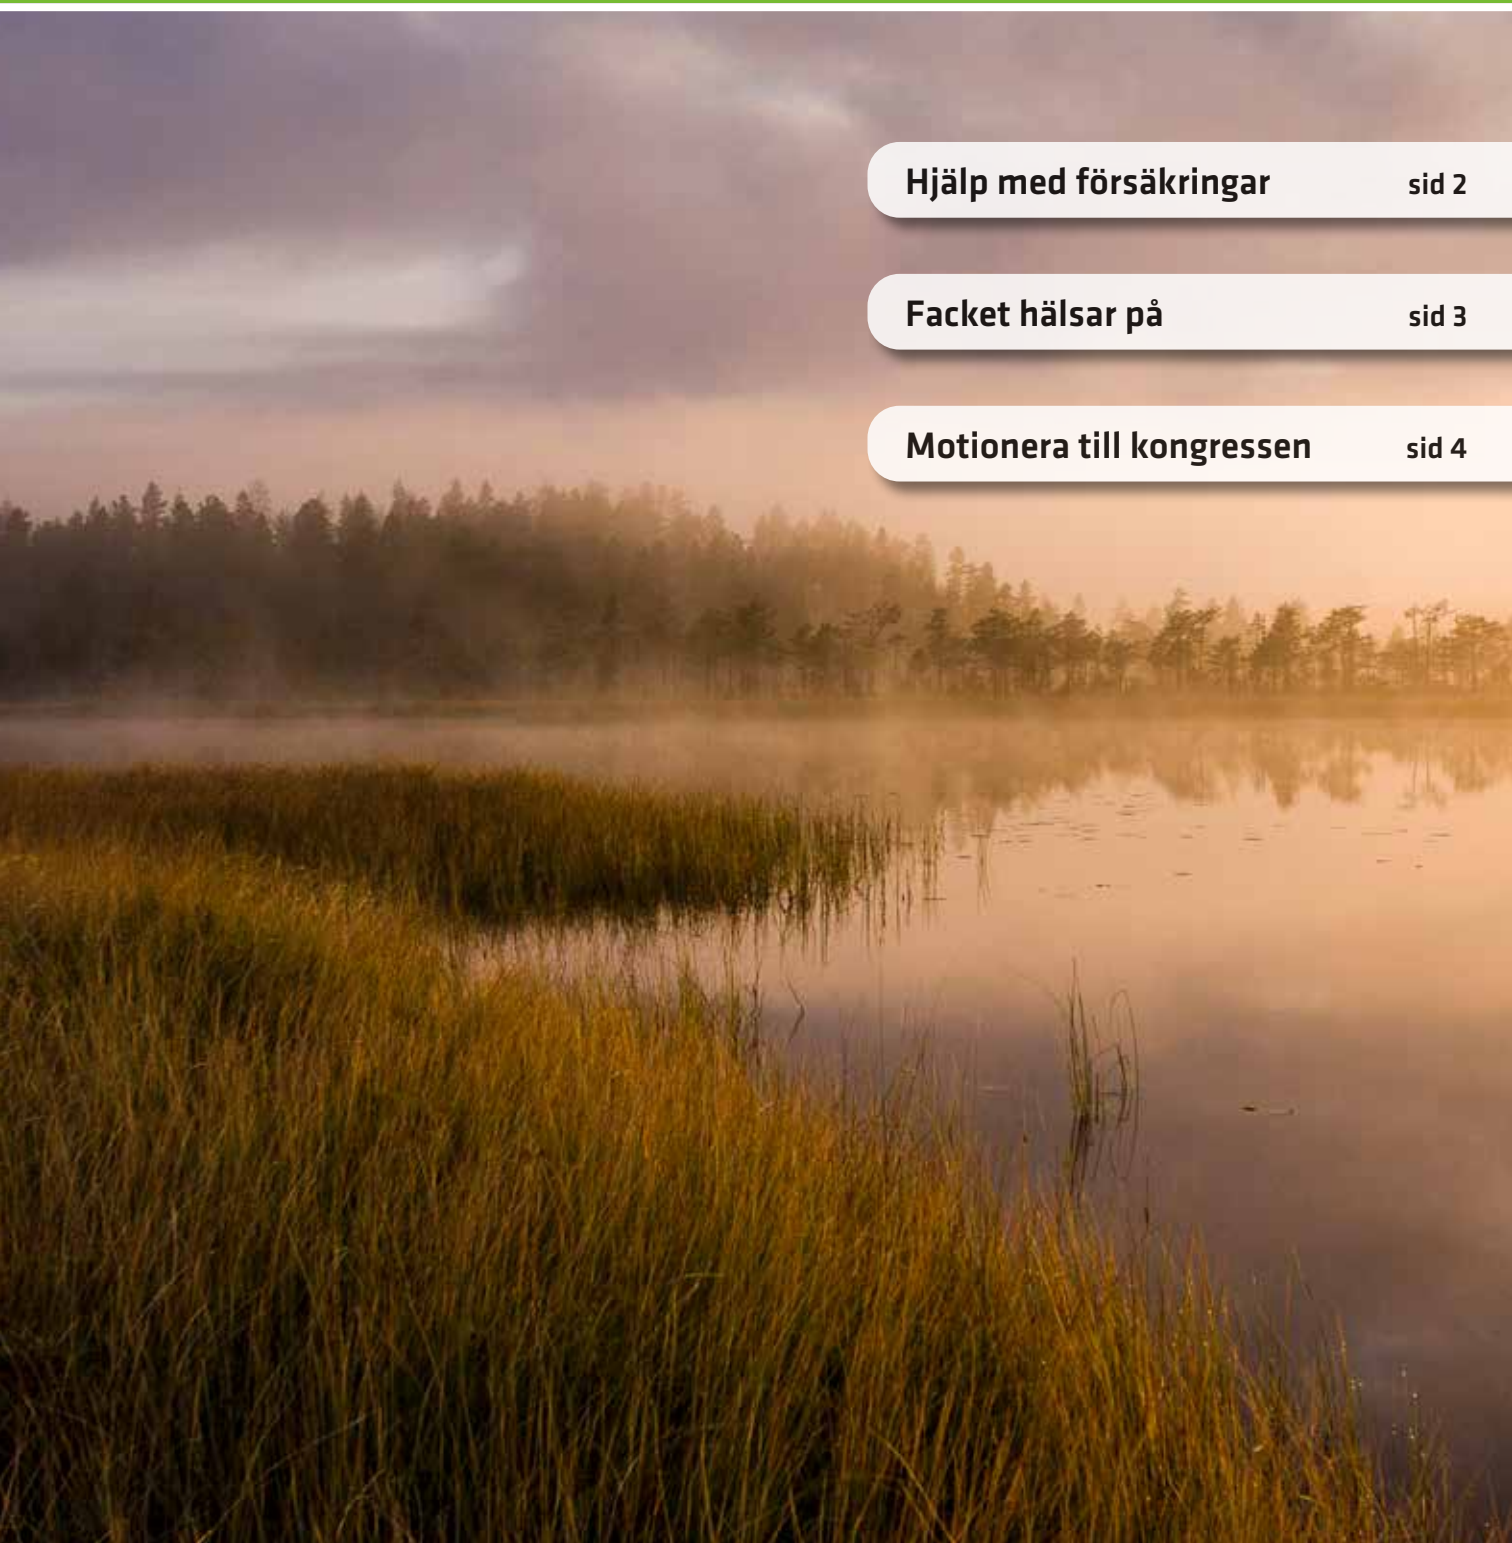 Hjälp med försäkringar sid 2
Facket hälsar på sid 3
Motionera till kongressen sid 4